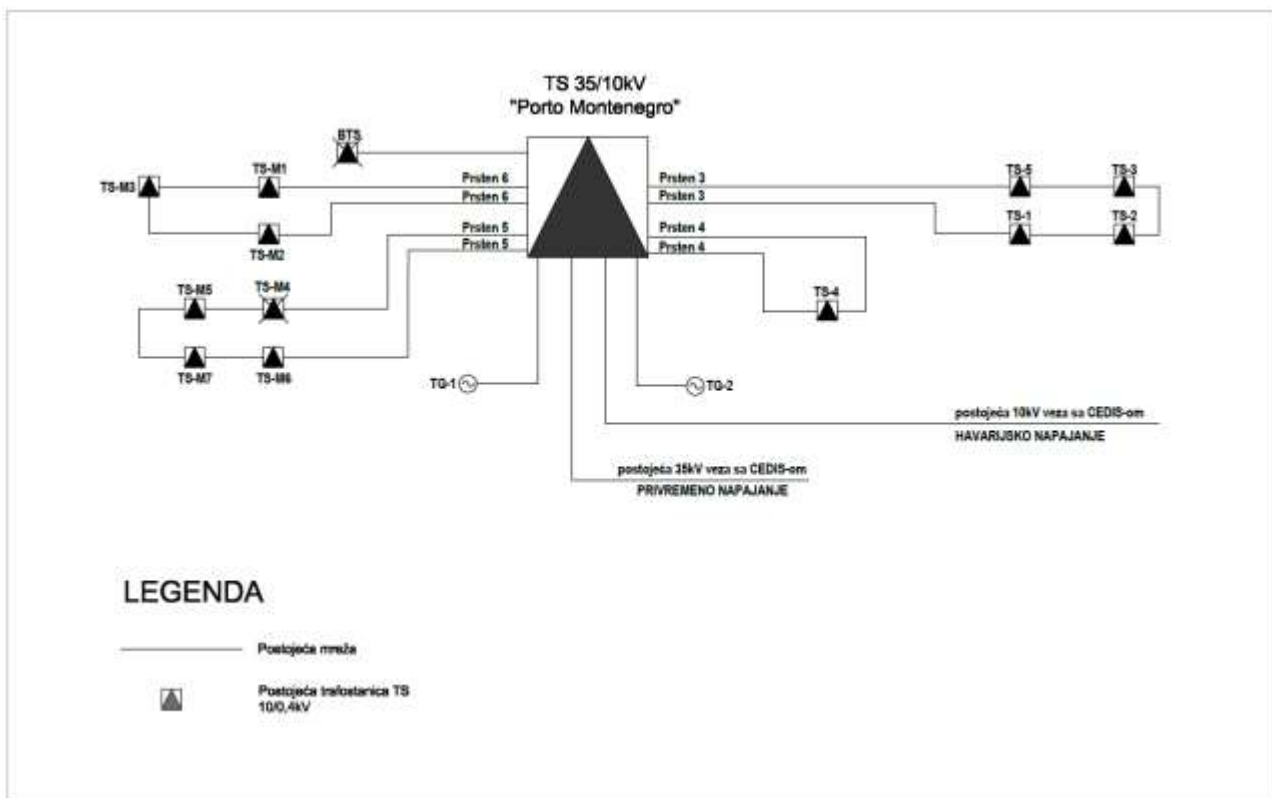 TS 35/10kV
"Porto Montenegro"
BTS
TS-M1
TS-M3
TS-M2
Prsten 6
Prsten 6
Prsten 5
Prsten 5
Prsten 3
Prsten 3
Prsten 4
Prsten 4
TS-5
TS-3
TS-1
TS-2
TS-4
TS-M5
TS-M4
TS-M7
TS-M6
TG-1
TG-2
postojeća 10kV veza sa CEDIS-om
HAVARIJSKO NAPAJANJE
postojeća 35kV veza sa CEDIS-om
PRIVREMENO NAPAJANJE
LEGENDA
Postojeća mreža
Postojeća trafostanica TS
10/0,4kV